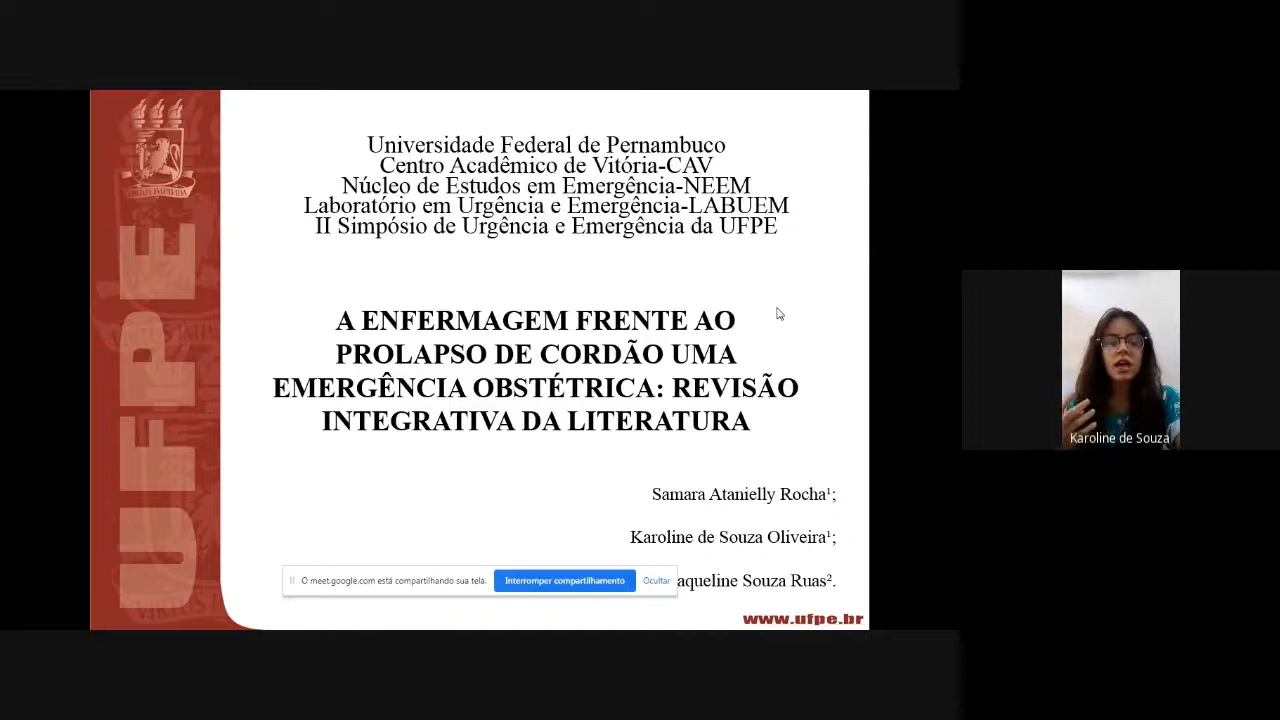 Universidade Federal de Pernambuco
Centro Acadêmico de Vitória-CAV
Núcleo de Estudos em Emergência-NEEM
Laboratório em Urgência e Emergência-LABUEM
II Simpósio de Urgência e Emergência da UFPE
A ENFERMAGEM FRENTE AO
PROLAPSO DE CORDÃO UMA
EMERGÊNCIA OBSTÉTRICA: REVISÃO
INTEGRATIVA DA LITERATURA
Samara Atanielly Rocha¹;
Karoline de Souza Oliveira¹;
aqueline Souza Ruas².
O meet.google.com está compartilhando sua tela.
Interromper compartilhamento
Ocultar
www.ufpe.br
UFPE
Karoline de Souza